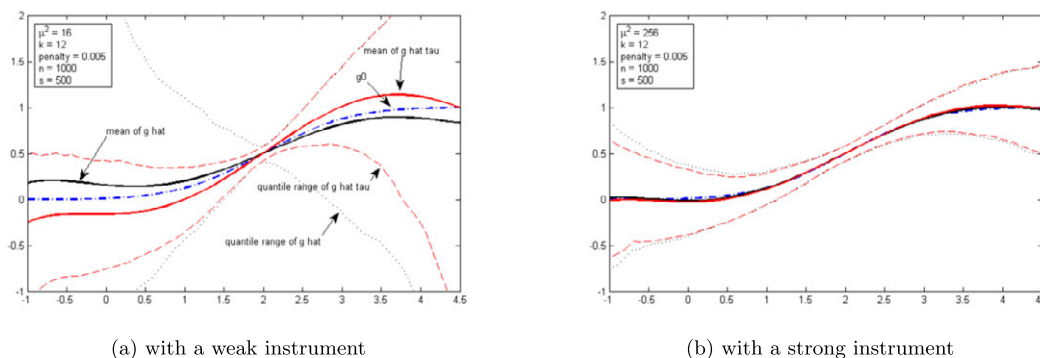 μ² = 16
k = 12
penalty = 0.005
n = 1000
s = 500
mean of g hat tau
g0
mean of g hat
quantile range of g hat tau
quantile range of g hat
2
1.5
1
0.5
0
-0.5
-1
-1 -0.5 0 0.5 1 1.5 2 2.5 3 3.5 4 4.5
(a) with a weak instrument
μ² = 256
k = 12
penalty = 0.005
n = 1000
s = 500
2
1.5
1
0.5
0
-0.5
-1
-1 -0.5 0 0.5 1 1.5 2 2.5 3 3.5 4 4.5
(b) with a strong instrument